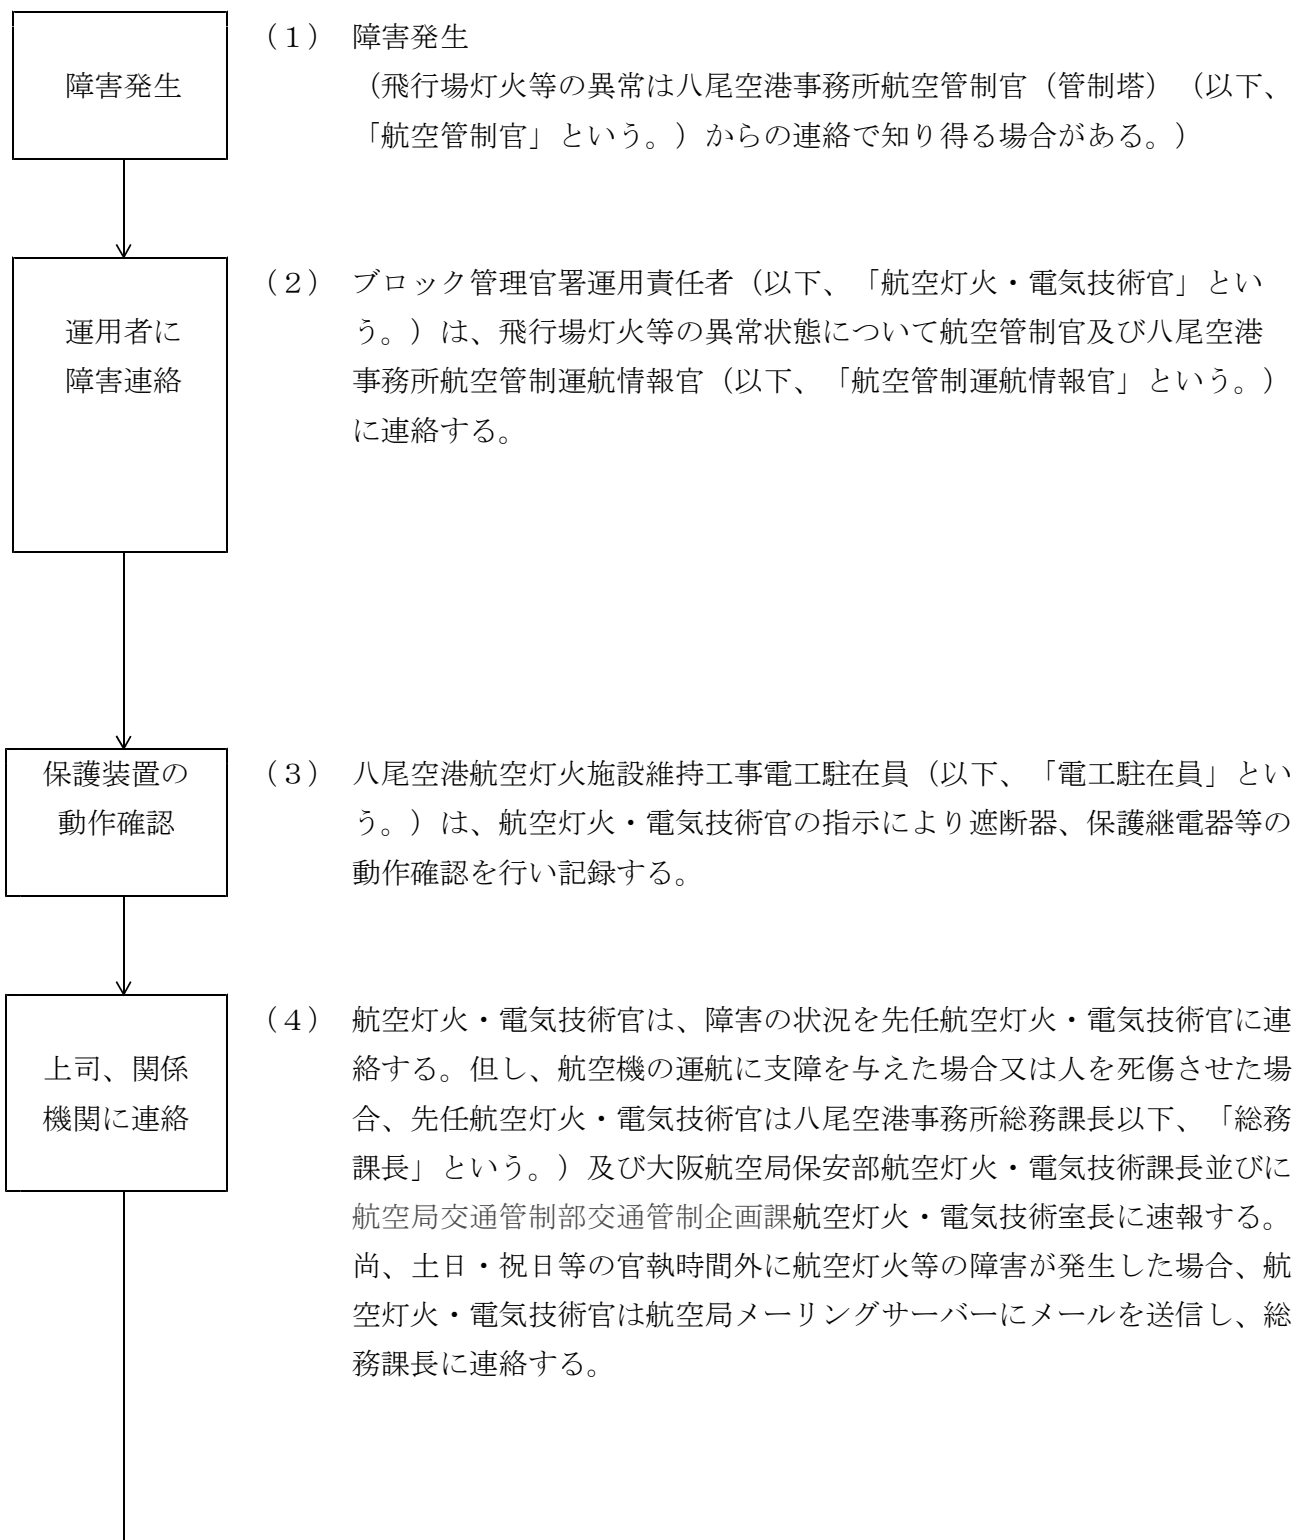 障害発生
（１） 障害発生
（飛行場灯火等の異常は八尾空港事務所航空管制官（管制塔）（以下、
「航空管制官」という。）からの連絡で知り得る場合がある。）
運用者に
障害連絡
（２） ブロック管理官署運用責任者（以下、「航空灯火・電気技術官」とい
う。）は、飛行場灯火等の異常状態について航空管制官及び八尾空港
事務所航空管制運航情報官（以下、「航空管制運航情報官」という。）
に連絡する。
保護装置の
動作確認
（３） 八尾空港航空灯火施設維持工事電工駐在員（以下、「電工駐在員」とい
う。）は、航空灯火・電気技術官の指示により遮断器、保護継電器等の
動作確認を行い記録する。
上司、関係
機関に連絡
（４） 航空灯火・電気技術官は、障害の状況を先任航空灯火・電気技術官に連
絡する。但し、航空機の運航に支障を与えた場合又は人を死傷させた場
合、先任航空灯火・電気技術官は八尾空港事務所総務課長以下、「総務
課長」という。）及び大阪航空局保安部航空灯火・電気技術課長並びに
航空局交通管制部交通管制企画課航空灯火・電気技術室長に速報する。
尚、土日・祝日等の官執時間外に航空灯火等の障害が発生した場合、航
空灯火・電気技術官は航空局メーリングサーバーにメールを送信し、総
務課長に連絡する。